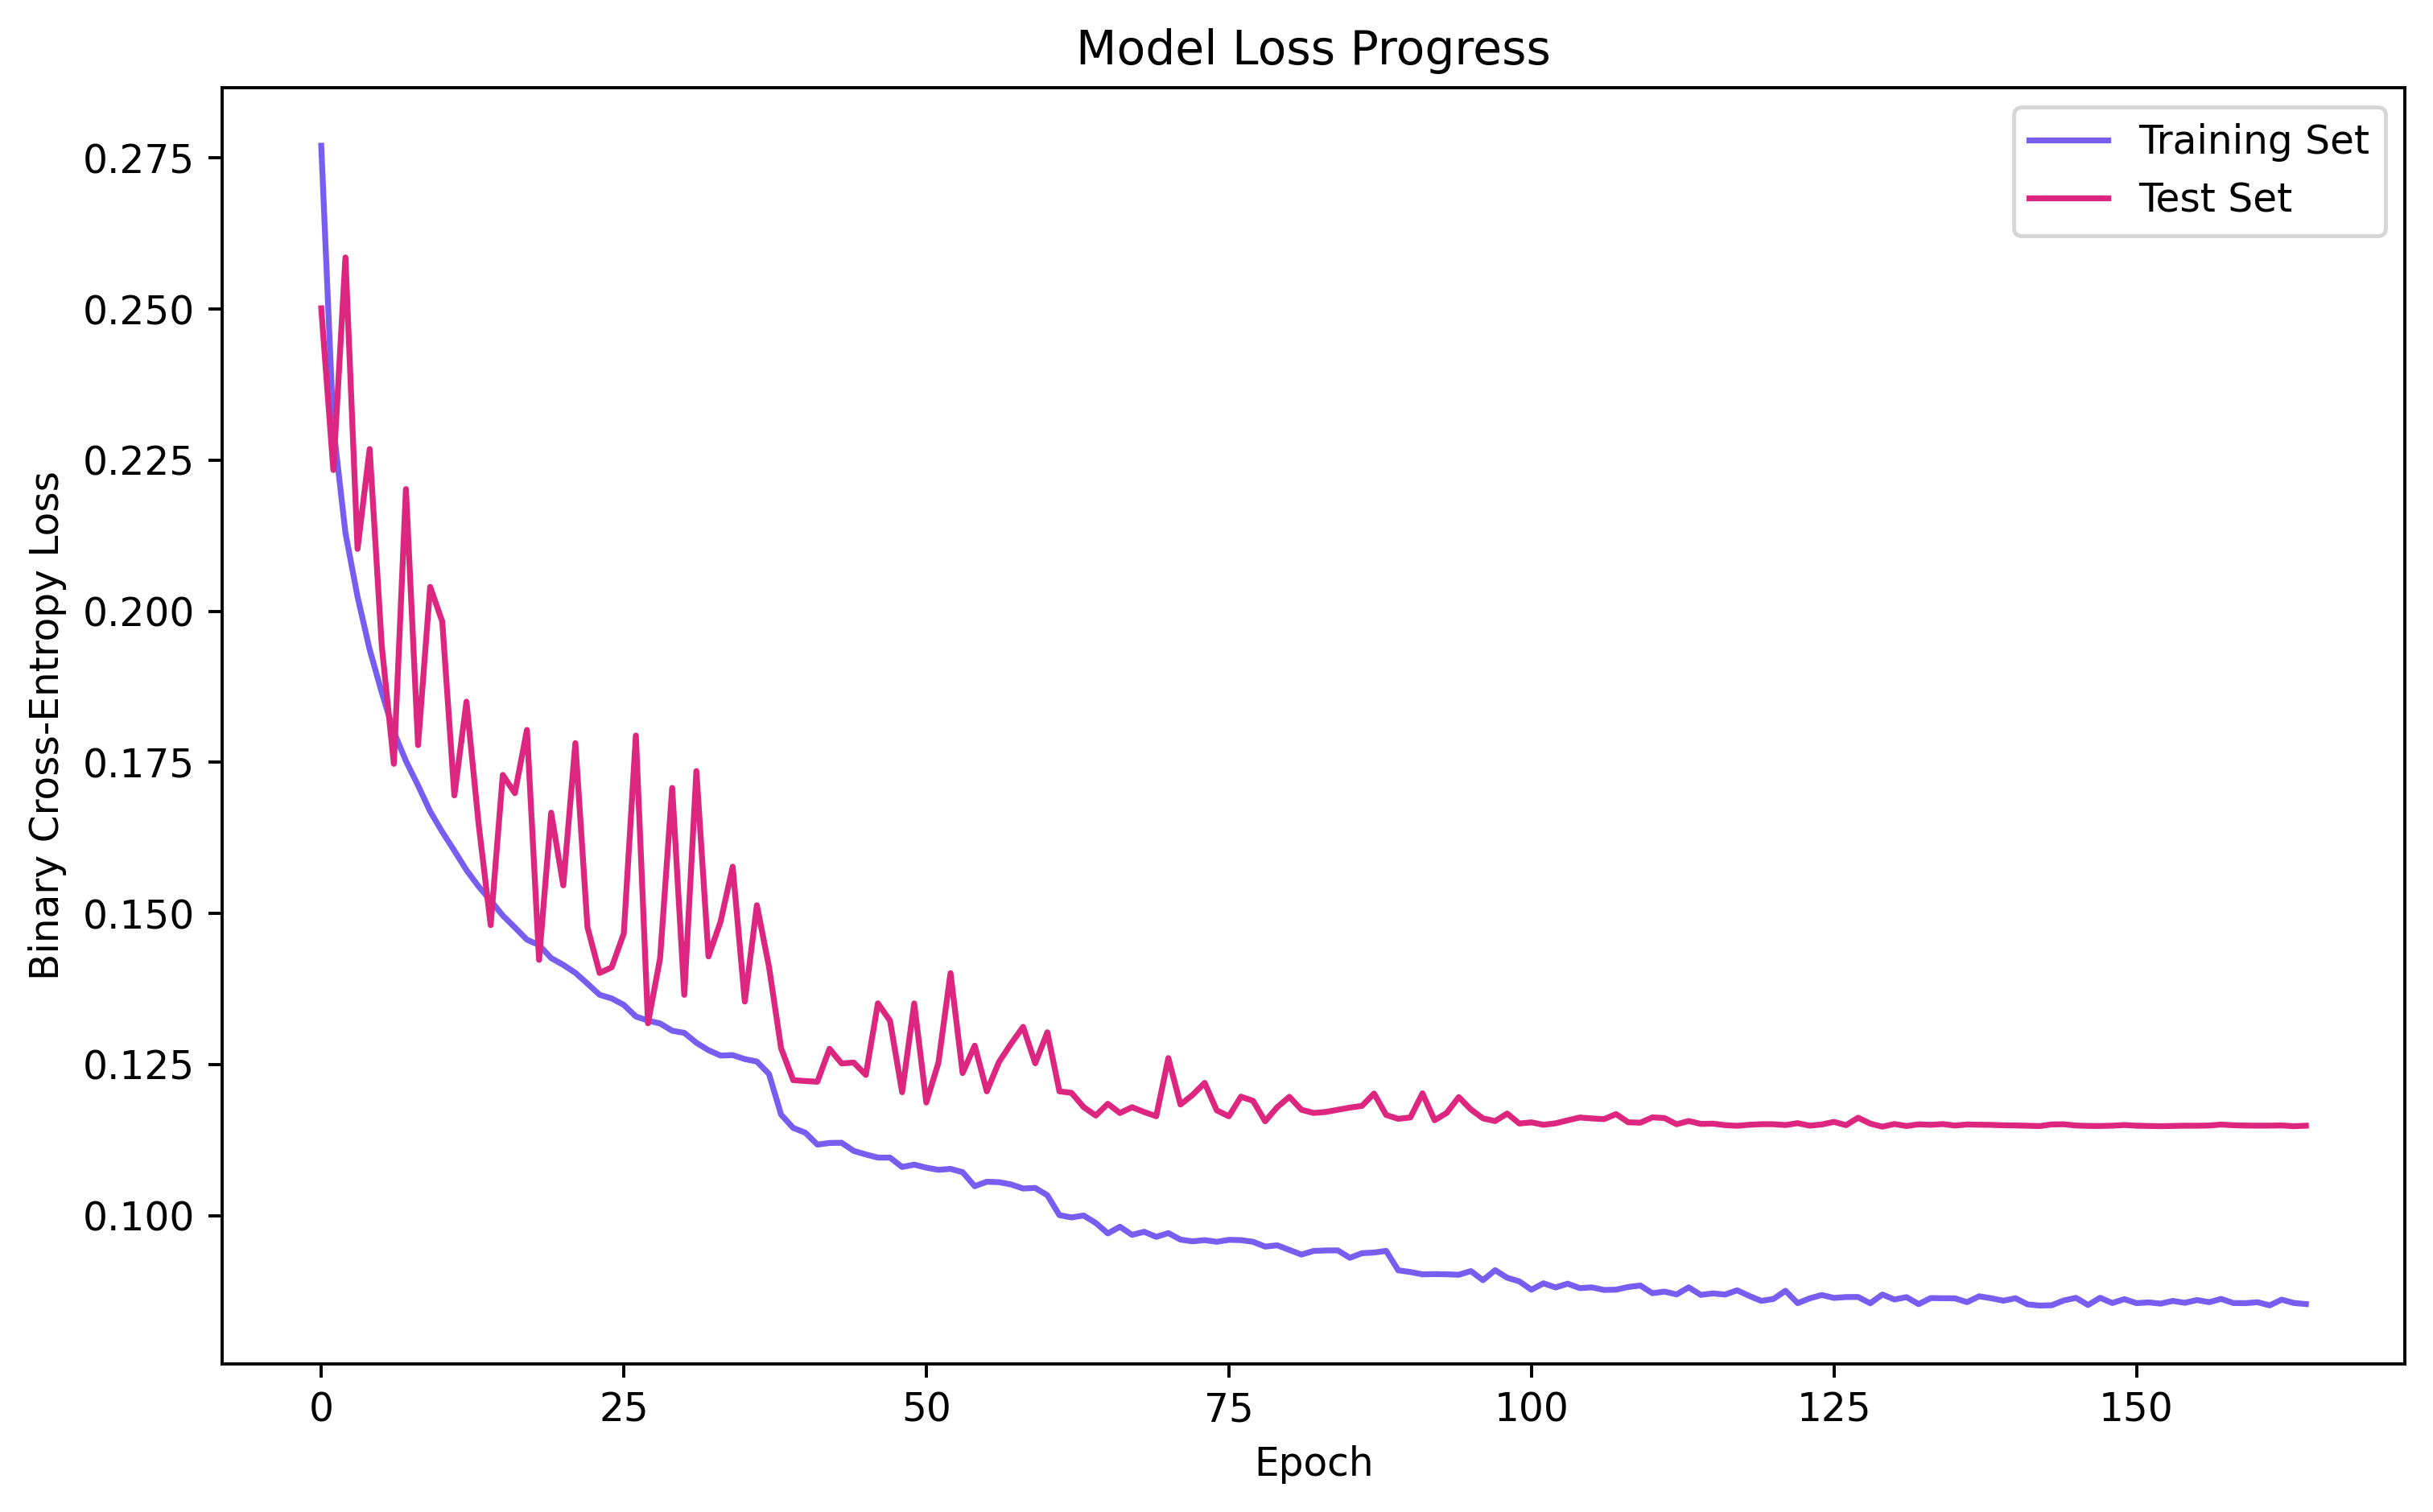 Model Loss Progress
Training Set
Test Set
Binary Cross-Entropy Loss
0.275
0.250
0.225
0.200
0.175
0.150
0.125
0.100
0 25 50 75 100 125 150
Epoch